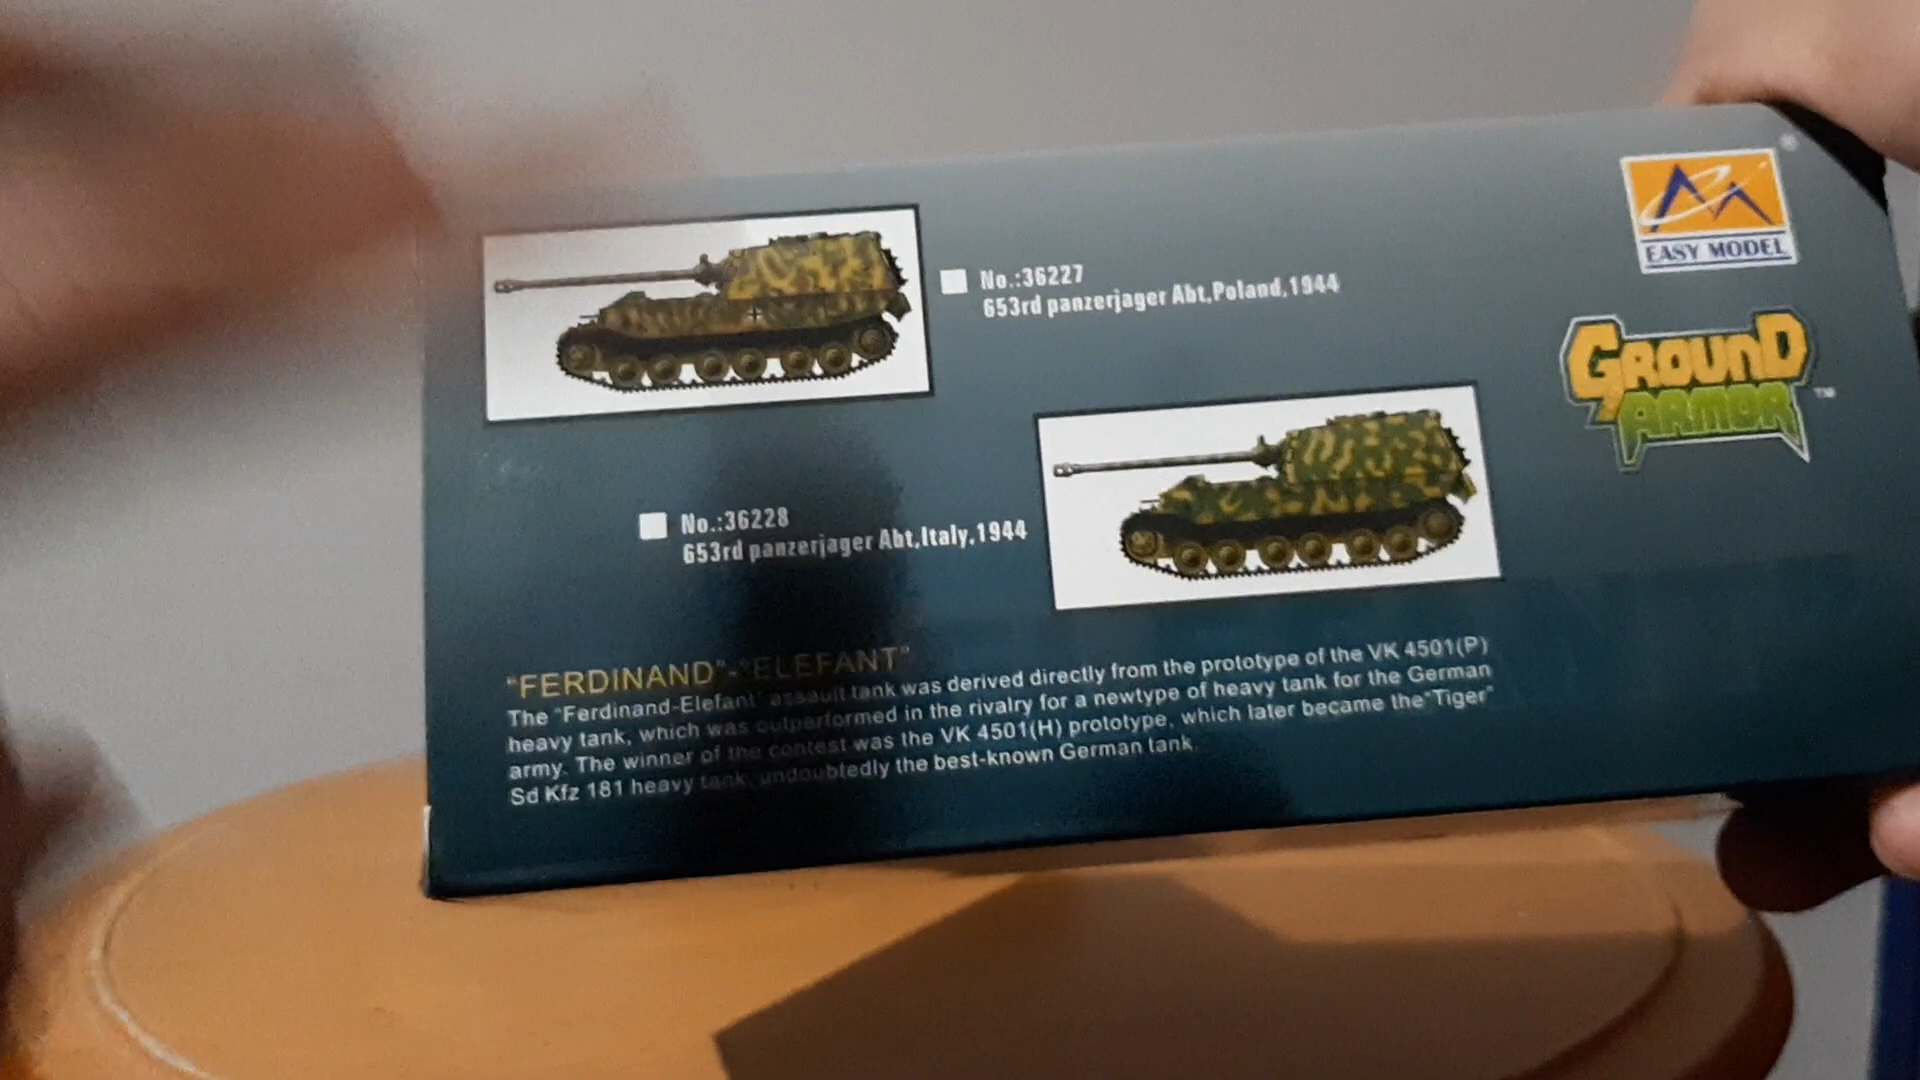 No.:36227
653rd panzerjager Abt,Poland,1944
EASY MODEL
®
GROUND
ARMOR
TM
No.:36228
653rd panzerjager Abt,Italy,1944
"FERDINAND"-"ELEFANT"
The "Ferdinand-Elefant" assault tank was derived directly from the prototype of the VK 4501(P)
heavy tank, which was outperformed in the rivalry for a newtype of heavy tank for the German
army. The winner of the contest was the VK 4501(H) prototype, which later became the"Tiger"
Sd Kfz 181 heavy tank, undoubtedly the best-known German tank.